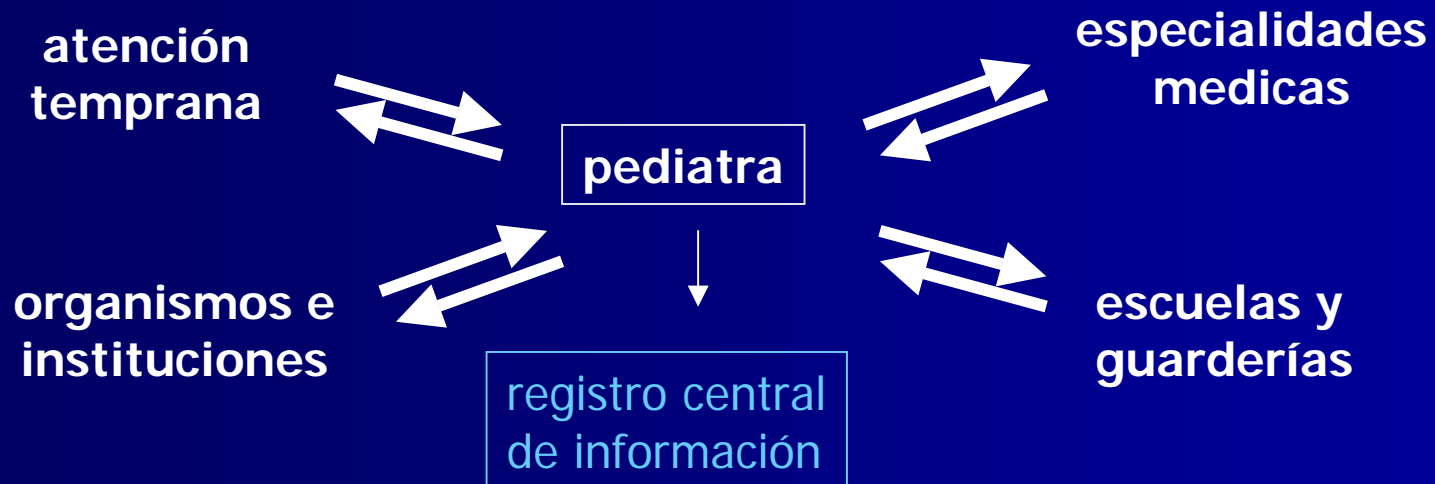 atención
temprana
especialidades
medicas
pediatra
organismos e
instituciones
escuelas y
guarderías
registro central
de información